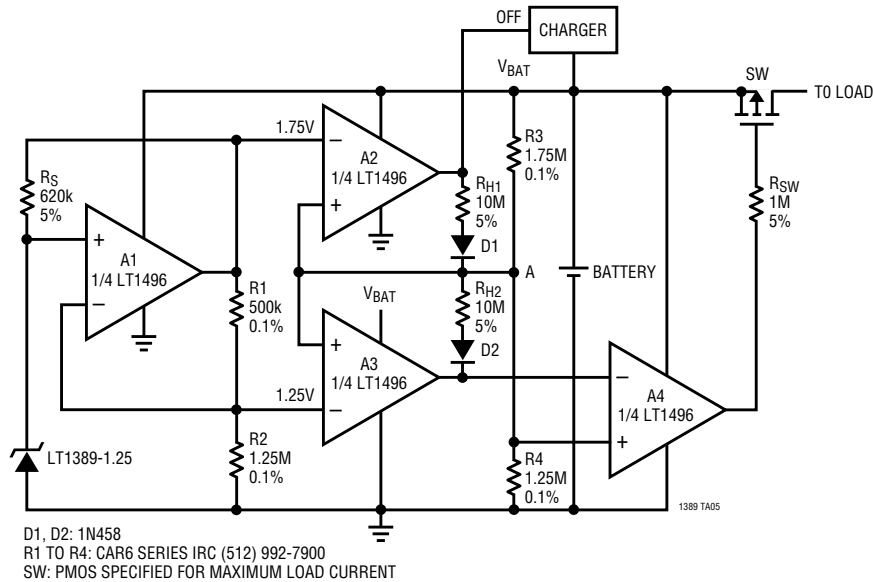 OFF
CHARGER
VBAT
SW
T0 LOAD
1.75V
RS
620k
5%
A1
1/4 LT1496
+
–
R1
500k
0.1%
–
A2
1/4 LT1496
+
RH1
10M
5%
D1
R3
1.75M
0.1%
RSW
1M
5%
A
BATTERY
VBAT
RH2
10M
5%
D2
+
A3
1/4 LT1496
–
1.25V
–
A4
1/4 LT1496
+
LT1389-1.25
R2
1.25M
0.1%
R4
1.25M
0.1%
1389 TA05
D1, D2: 1N458
R1 TO R4: CAR6 SERIES IRC (512) 992-7900
SW: PMOS SPECIFIED FOR MAXIMUM LOAD CURRENT